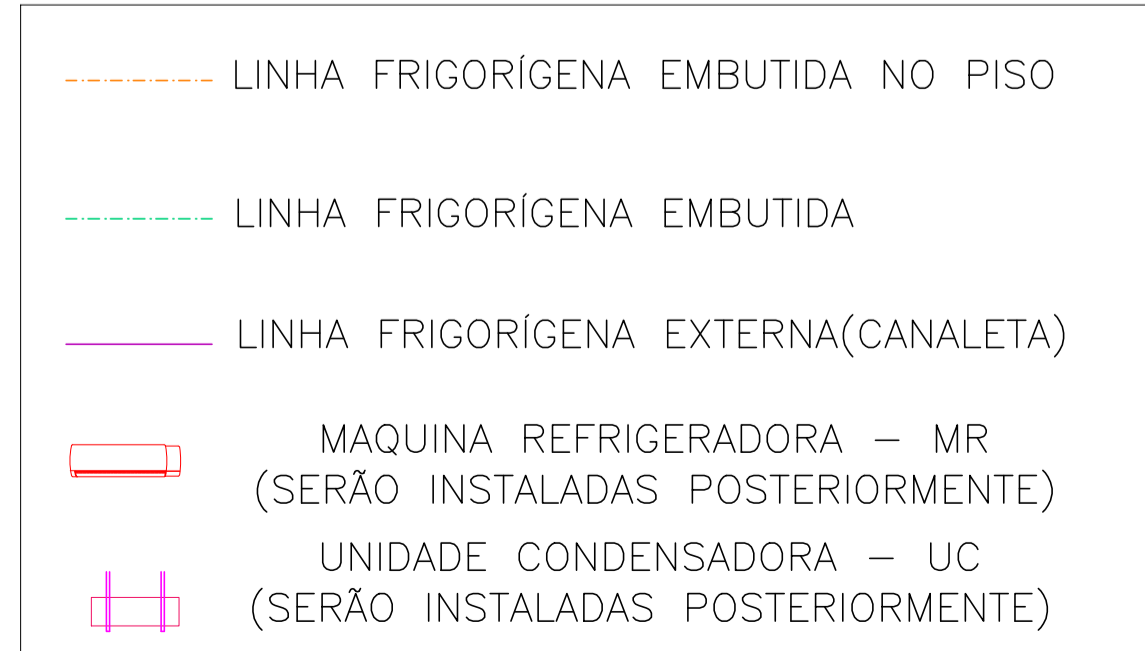 LINHA FRIGORÍGENA EMBUTIDA NO PISO
LINHA FRIGORÍGENA EMBUTIDA
LINHA FRIGORÍGENA EXTERNA(CANALETA)
MAQUINA REFRIGERADORA – MR
(SERÃO INSTALADAS POSTERIORMENTE)
UNIDADE CONDENSADORA – UC
(SERÃO INSTALADAS POSTERIORMENTE)